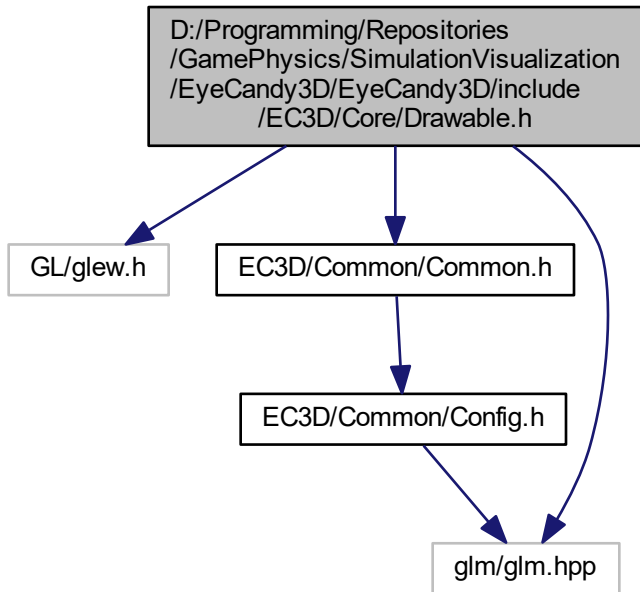 D:/Programming/Repositories
/GamePhysics/SimulationVisualization
/EyeCandy3D/EyeCandy3D/include
/EC3D/Core/Drawable.h
GL/glew.h
EC3D/Common/Common.h
EC3D/Common/Config.h
glm/glm.hpp